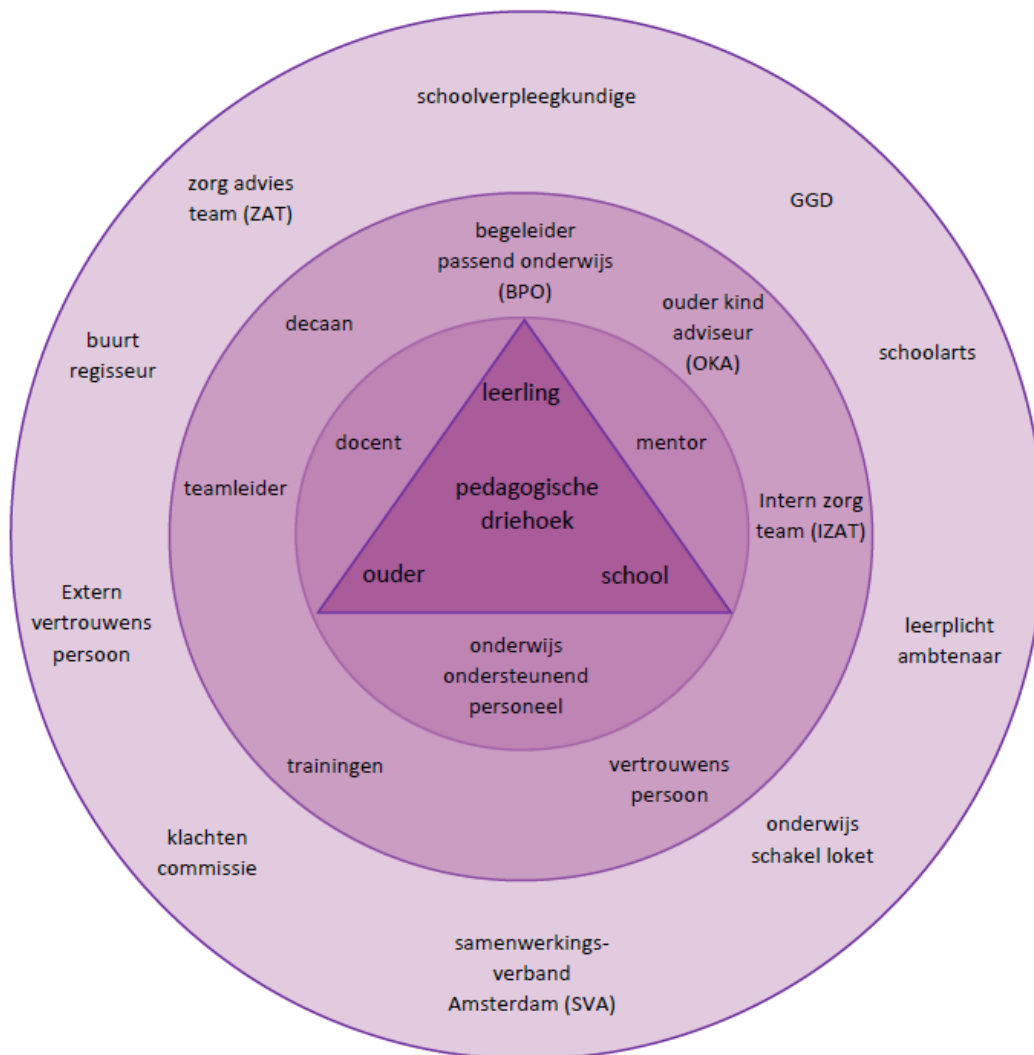 schoolverpleegkundige
zorg advies
team (ZAT)
GGD
begeleider
passend onderwijs
(BPO)
ouder kind
adviseur
(OKA)
decaan
buurt
regisseur
schoolarts
leerling
docent
mentor
teamleider
pedagogische
driehoek
Intern zorg
team (IZAT)
ouder
school
Extern
vertrouwens
persoon
leerplicht
ambtenaar
onderwijs
ondersteunend
personeel
trainingen
vertrouwens
persoon
klachten
commissie
onderwijs
schakel loket
samenwerkings-
verband
Amsterdam (SVA)